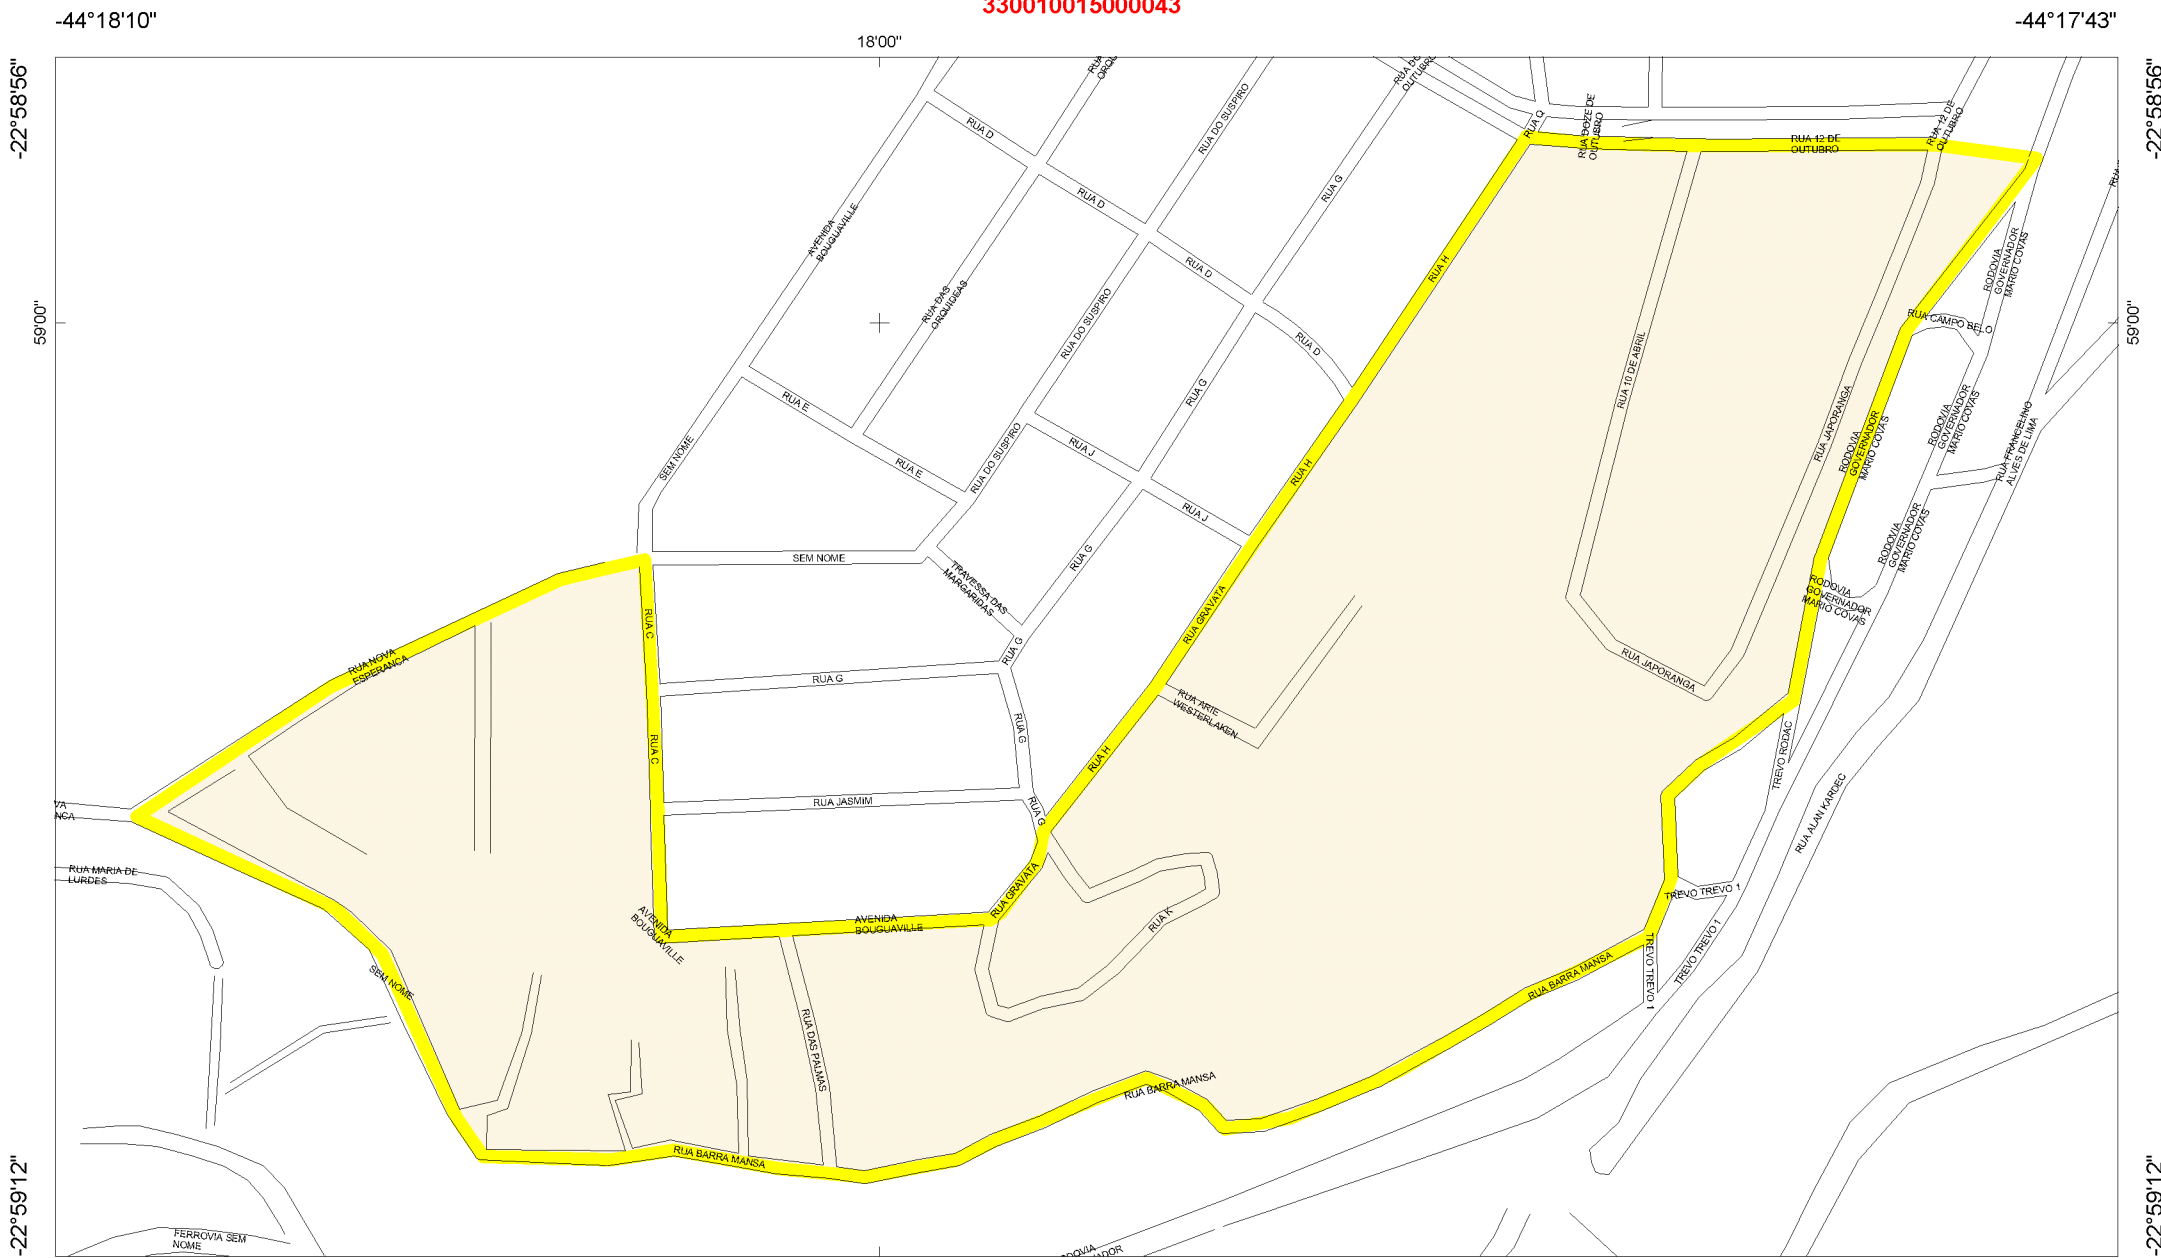 330010015000043
-44°18'10"
-44°17'43"
18'00"
-22°58'56"
-22°58'56"
RUA DO SUSPIRO
RUA Q
RUA DOZE DE
OUTUBRO
RUA 12 DE
OUTUBRO
RUA 12 DE
OUTUBRO
RUA D
RUA D
RUA D
RUA D
RUA G
AVENIDA
BOUGUAVILLE
RUA DAS
ORQUIDEAS
RUA DO SUSPIRO
RUA H
RODOVIA
GOVERNADOR
MARIO COVAS
59'00"
59'00"
RUA CAMPO BELO
RUA 10 DE ABRIL
RUA JAPORANGA
RODOVIA
GOVERNADOR
MARIO COVAS
RODOVIA
GOVERNADOR
MARIO COVAS
RUA FRANCELINO
ALVES DE LIMA
RUA E
RUA E
RUA G
RUA J
RUA J
SEM NOME
RUA DO SUSPIRO
RUA H
RODOVIA
GOVERNADOR
MARIO COVAS
SEM NOME
RUA G
TRAVESSA DAS
MARGARIDAS
RODOVIA
GOVERNADOR
MARIO COVAS
RUA C
RUA GRAVATA
RUA G
RUA NOVA
ESPERANCA
RUA G
RUA JAPORANGA
RUA ARIE
WESTERLAKEN
RUA G
RUA C
RUA H
TREVO RODAC
VA
NCA
RUA JASMIM
RUA G
RUA ALAN KARDEC
RUA MARIA DE
LURDES
RUA GRAVATA
TREVO TREVO 1
AVENIDA
BOUGUAVILLE
AVENIDA
BOUGUAVILLE
RUA K
SEM NOME
RUA BARRA MANSA
TREVO TREVO 1
TREVO TREVO 1
RUA DAS PALMAS
RUA BARRA MANSA
RUA BARRA MANSA
-22°59'12"
-22°59'12"
FERROVIA SEM
NOME